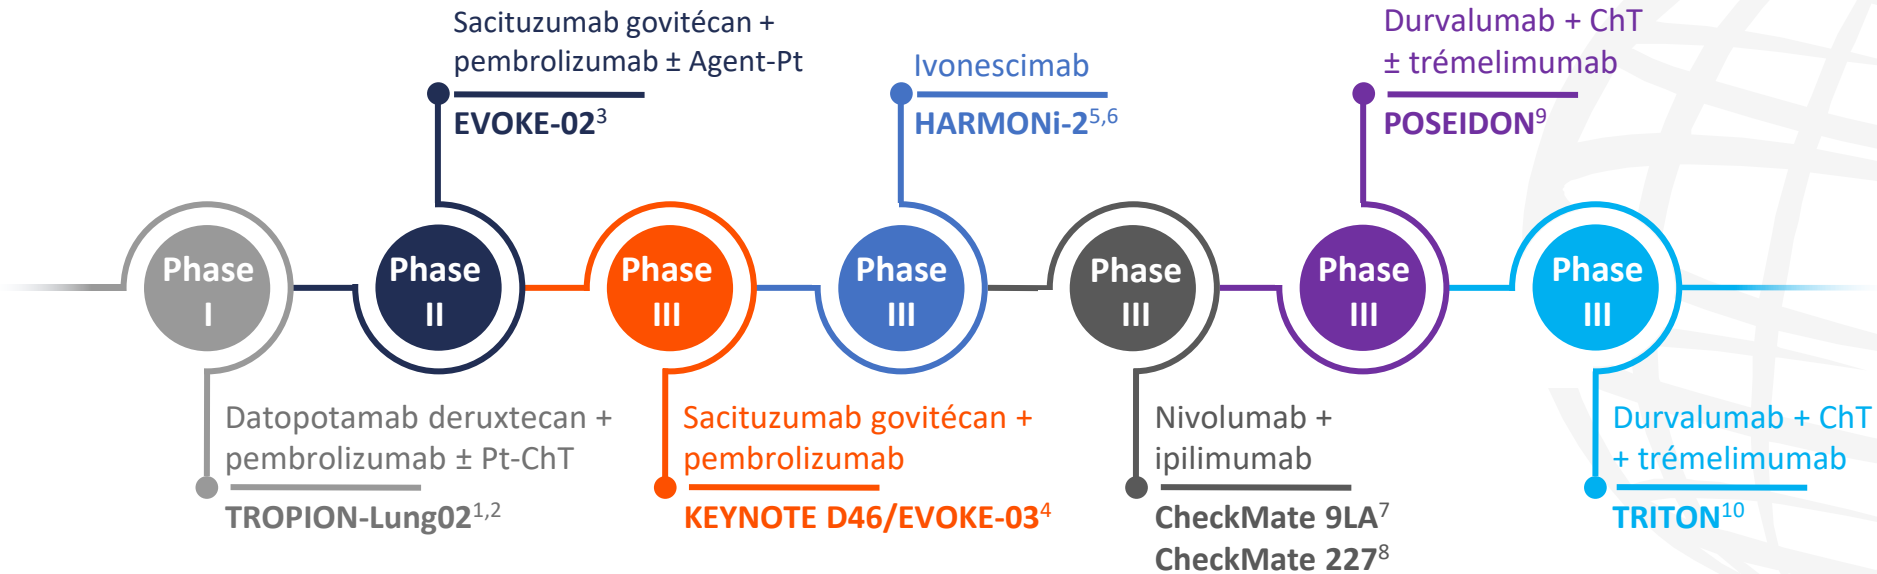 Sacituzumab govitécan +
pembrolizumab ± Agent-Pt
EVOKE-02³
Ivonescimab
HARMONi-2⁵,⁶
Durvalumab + ChT
± trémelimumab
POSEIDON⁹
Phase
I
Phase
II
Phase
III
Phase
III
Phase
III
Phase
III
Phase
III
Datopotamab deruxtecan +
pembrolizumab ± Pt-ChT
TROPION-Lung02¹,²
Sacituzumab govitécan +
pembrolizumab
KEYNOTE D46/EVOKE-03⁴
Nivolumab +
ipilimumab
CheckMate 9LA⁷
CheckMate 227⁸
Durvalumab + ChT
+ trémelimumab
TRITON¹⁰